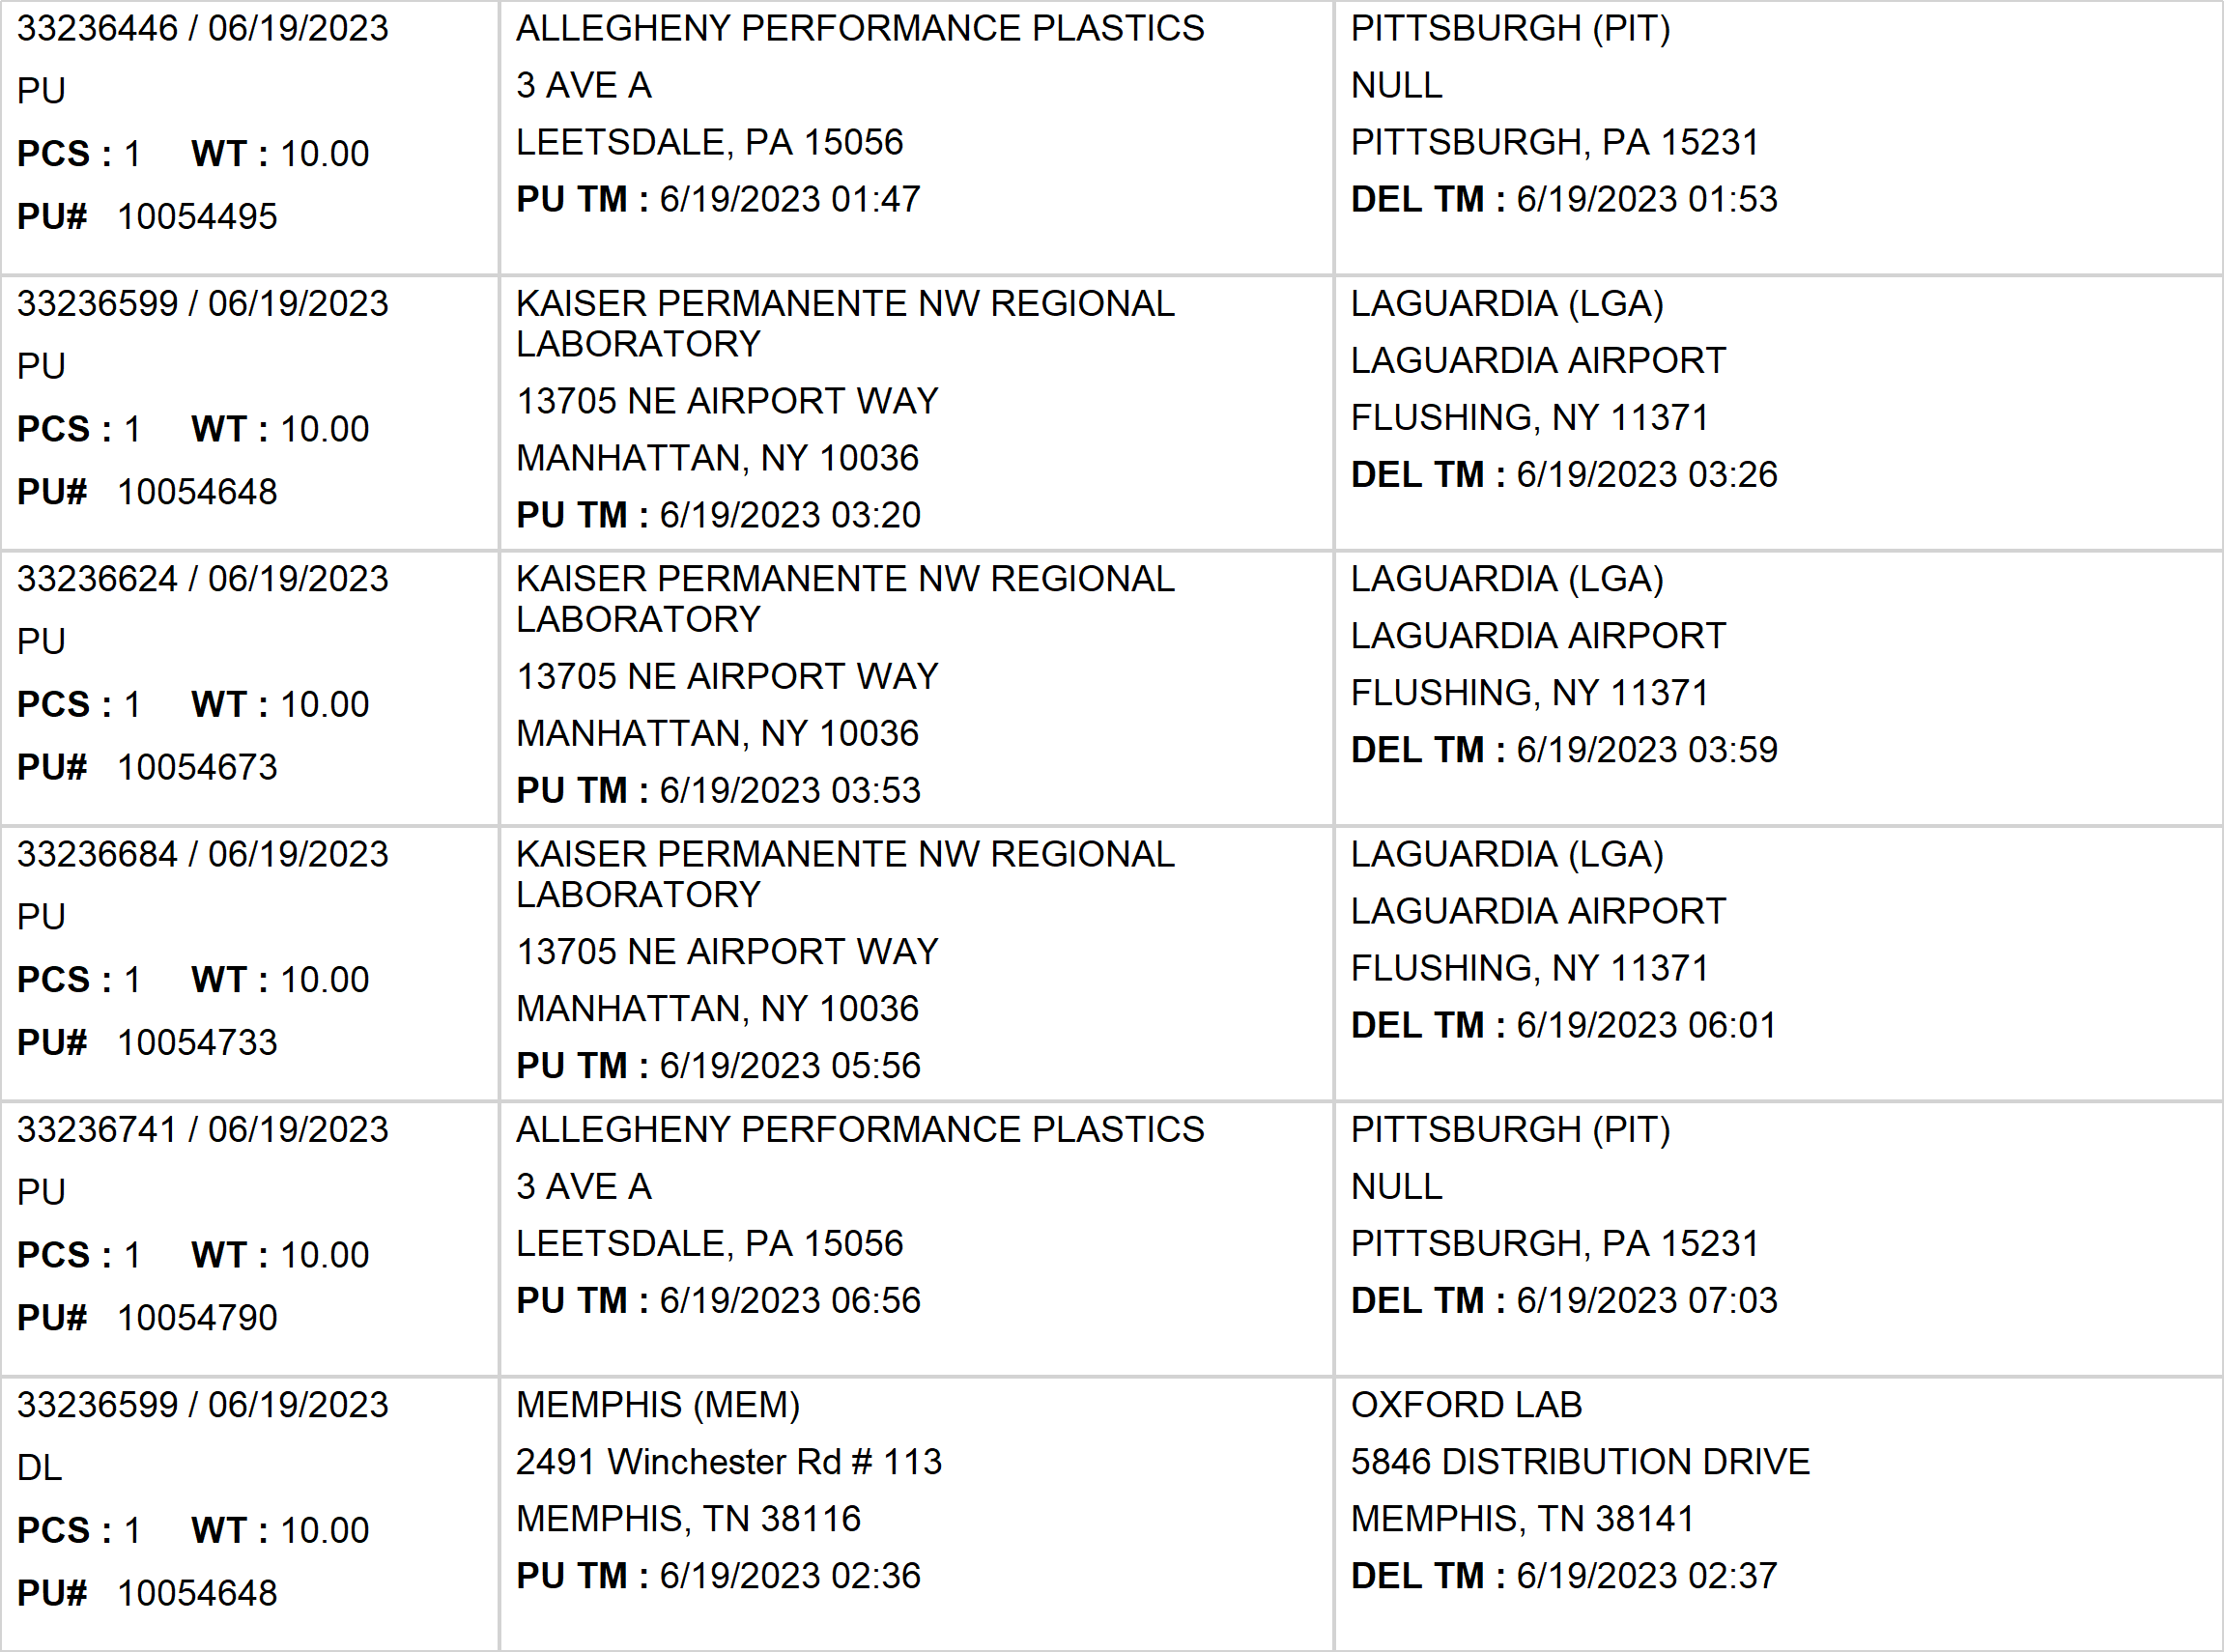 33236446 / 06/19/2023
PU
PCS : 1 WT : 10.00
PU# 10054495
ALLEGHENY PERFORMANCE PLASTICS
3 AVE A
LEETSDALE, PA 15056
PU TM : 6/19/2023 01:47
PITTSBURGH (PIT)
NULL
PITTSBURGH, PA 15231
DEL TM : 6/19/2023 01:53
33236599 / 06/19/2023
PU
PCS : 1 WT : 10.00
PU# 10054648
KAISER PERMANENTE NW REGIONAL
LABORATORY
13705 NE AIRPORT WAY
MANHATTAN, NY 10036
PU TM : 6/19/2023 03:20
LAGUARDIA (LGA)
LAGUARDIA AIRPORT
FLUSHING, NY 11371
DEL TM : 6/19/2023 03:26
33236624 / 06/19/2023
PU
PCS : 1 WT : 10.00
PU# 10054673
KAISER PERMANENTE NW REGIONAL
LABORATORY
13705 NE AIRPORT WAY
MANHATTAN, NY 10036
PU TM : 6/19/2023 03:53
LAGUARDIA (LGA)
LAGUARDIA AIRPORT
FLUSHING, NY 11371
DEL TM : 6/19/2023 03:59
33236684 / 06/19/2023
PU
PCS : 1 WT : 10.00
PU# 10054733
KAISER PERMANENTE NW REGIONAL
LABORATORY
13705 NE AIRPORT WAY
MANHATTAN, NY 10036
PU TM : 6/19/2023 05:56
LAGUARDIA (LGA)
LAGUARDIA AIRPORT
FLUSHING, NY 11371
DEL TM : 6/19/2023 06:01
33236741 / 06/19/2023
PU
PCS : 1 WT : 10.00
PU# 10054790
ALLEGHENY PERFORMANCE PLASTICS
3 AVE A
LEETSDALE, PA 15056
PU TM : 6/19/2023 06:56
PITTSBURGH (PIT)
NULL
PITTSBURGH, PA 15231
DEL TM : 6/19/2023 07:03
33236599 / 06/19/2023
DL
PCS : 1 WT : 10.00
PU# 10054648
MEMPHIS (MEM)
2491 Winchester Rd # 113
MEMPHIS, TN 38116
PU TM : 6/19/2023 02:36
OXFORD LAB
5846 DISTRIBUTION DRIVE
MEMPHIS, TN 38141
DEL TM : 6/19/2023 02:37